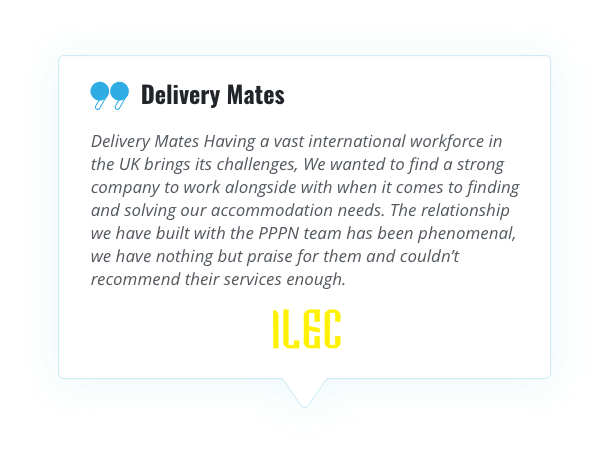 Delivery Mates
Delivery Mates Having a vast international workforce in
the UK brings its challenges, We wanted to find a strong
company to work alongside with when it comes to finding
and solving our accommodation needs. The relationship
we have built with the PPPN team has been phenomenal,
we have nothing but praise for them and couldn’t
recommend their services enough.
ILEC